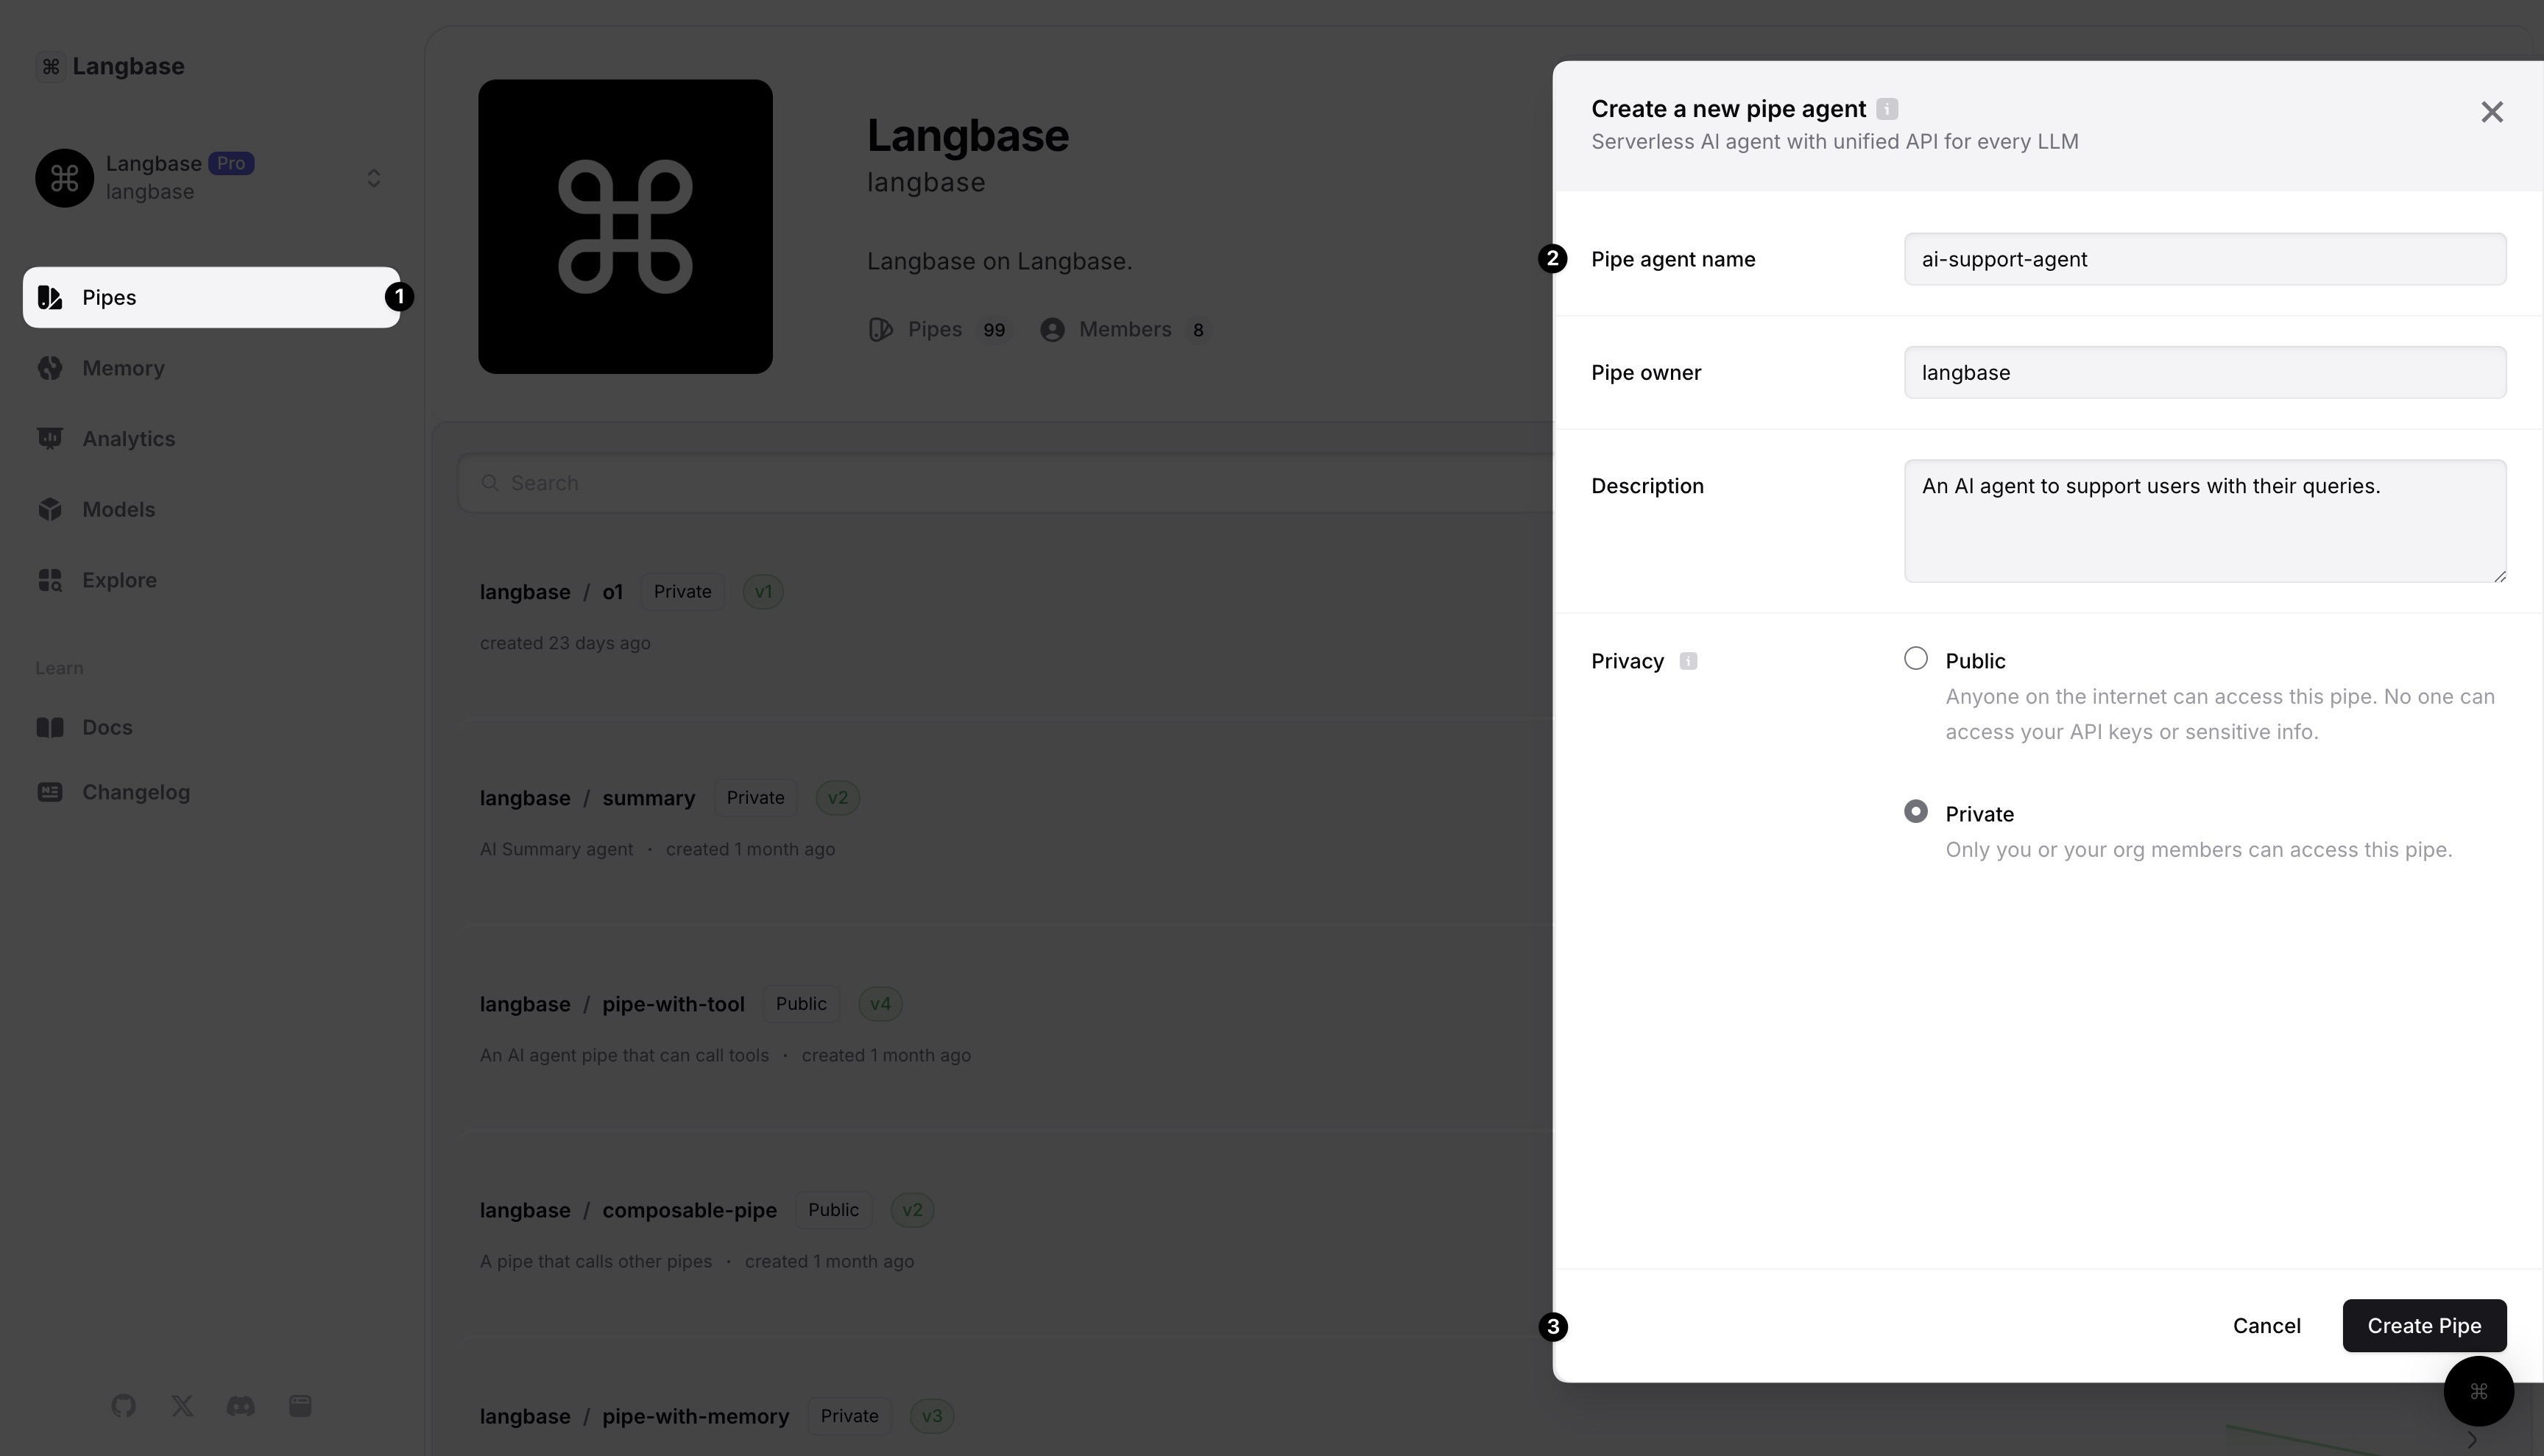 Langbase
Langbase Pro
langbase
Pipes 1
Memory
Analytics
Models
Explore
Learn
Docs
Changelog
Langbase
langbase
Langbase on Langbase.
Pipes 99 Members 8
Search
langbase / o1 Private v1
created 23 days ago
langbase / summary Private v2
AI Summary agent · created 1 month ago
langbase / pipe-with-tool Public v4
An AI agent pipe that can call tools · created 1 month ago
langbase / composable-pipe Public v2
A pipe that calls other pipes · created 1 month ago
langbase / pipe-with-memory Private v3
Create a new pipe agent
Serverless AI agent with unified API for every LLM
2 Pipe agent name ai-support-agent
Pipe owner langbase
Description An AI agent to support users with their queries.
Privacy Public
Anyone on the internet can access this pipe. No one can
access your API keys or sensitive info.
Private
Only you or your org members can access this pipe.
3 Cancel Create Pipe